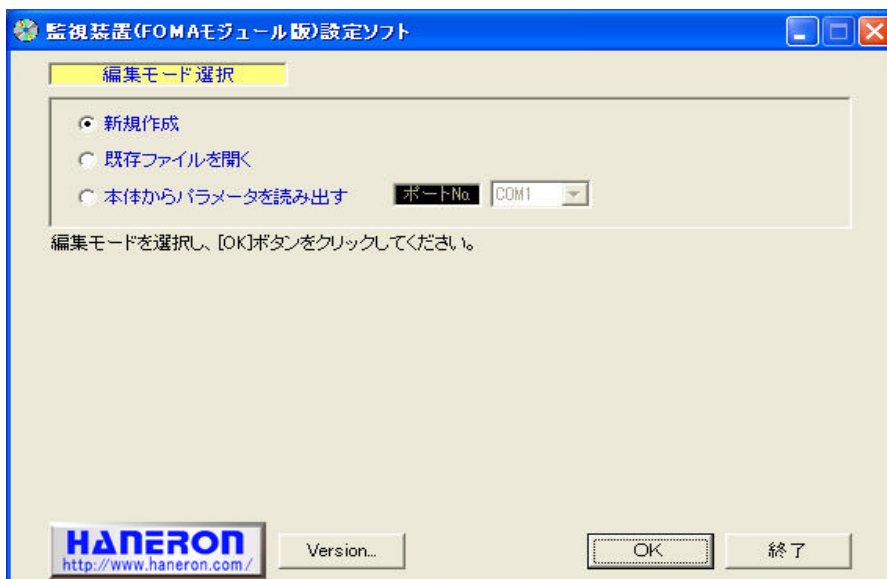 監視装置(FOMAモジュール版)設定ソフト
編集モード選択
新規作成
既存ファイルを開く
本体からパラメータを読み出す ポートNo. COM1
編集モードを選択し、[OK]ボタンをクリックしてください。
HANERON
http://www.haneron.com/
Version... OK 終了